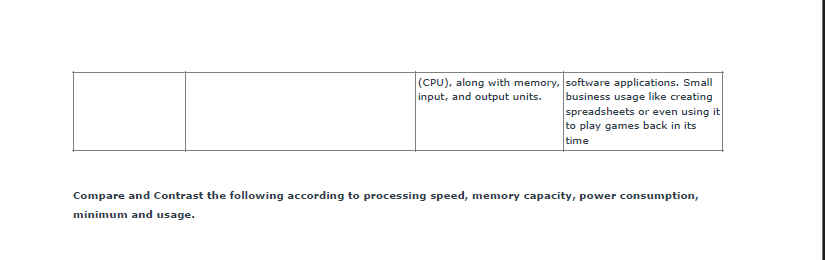 (CPU), along with memory,
input, and output units.
software applications. Small
business usage like creating
spreadsheets or even using it
to play games back in its
time
Compare and Contrast the following according to processing speed, memory capacity, power consumption,
minimum and usage.